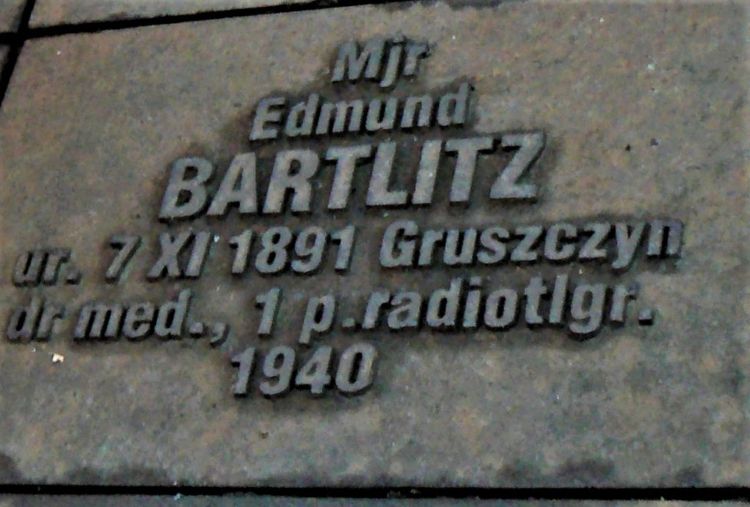 Mjr
Edmund
BARTLITZ
ur. 7 XI 1891 Gruszczyn
dr med., 1 p.radiotlgr.
1940